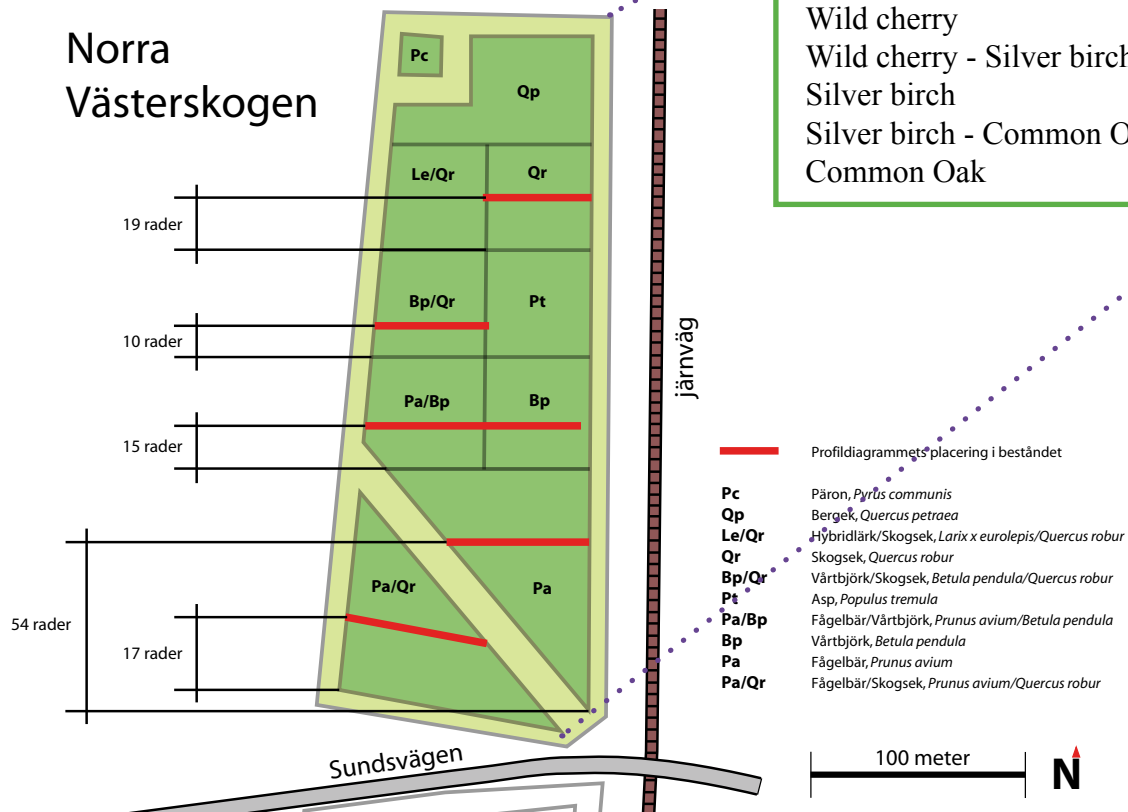 Norra
Västerskogen
Wild cherry
Wild cherry - Silver birch
Silver birch
Silver birch - Common O
Common Oak
Pc
Qp
Le/Qr
Qr
19 rader
Bp/Qr
Pt
10 rader
järnväg
Pa/Bp
Bp
15 rader
Pa/Qr
Pa
54 rader
17 rader
Sundsvägen
Profildiagrammets placering i beståndet
Pc Päron, Pyrus communis
Qp Bergek, Quercus petraea
Le/Qr Hybridlärk/Skogsek, Larix x eurolepis/Quercus robur
Qr Skogsek, Quercus robur
Bp/Qr Vårtbjörk/Skogsek, Betula pendula/Quercus robur
Pt Asp, Populus tremula
Pa/Bp Fågelbär/Vårtbjörk, Prunus avium/Betula pendula
Bp Vårtbjörk, Betula pendula
Pa Fågelbär, Prunus avium
Pa/Qr Fågelbär/Skogsek, Prunus avium/Quercus robur
100 meter
N